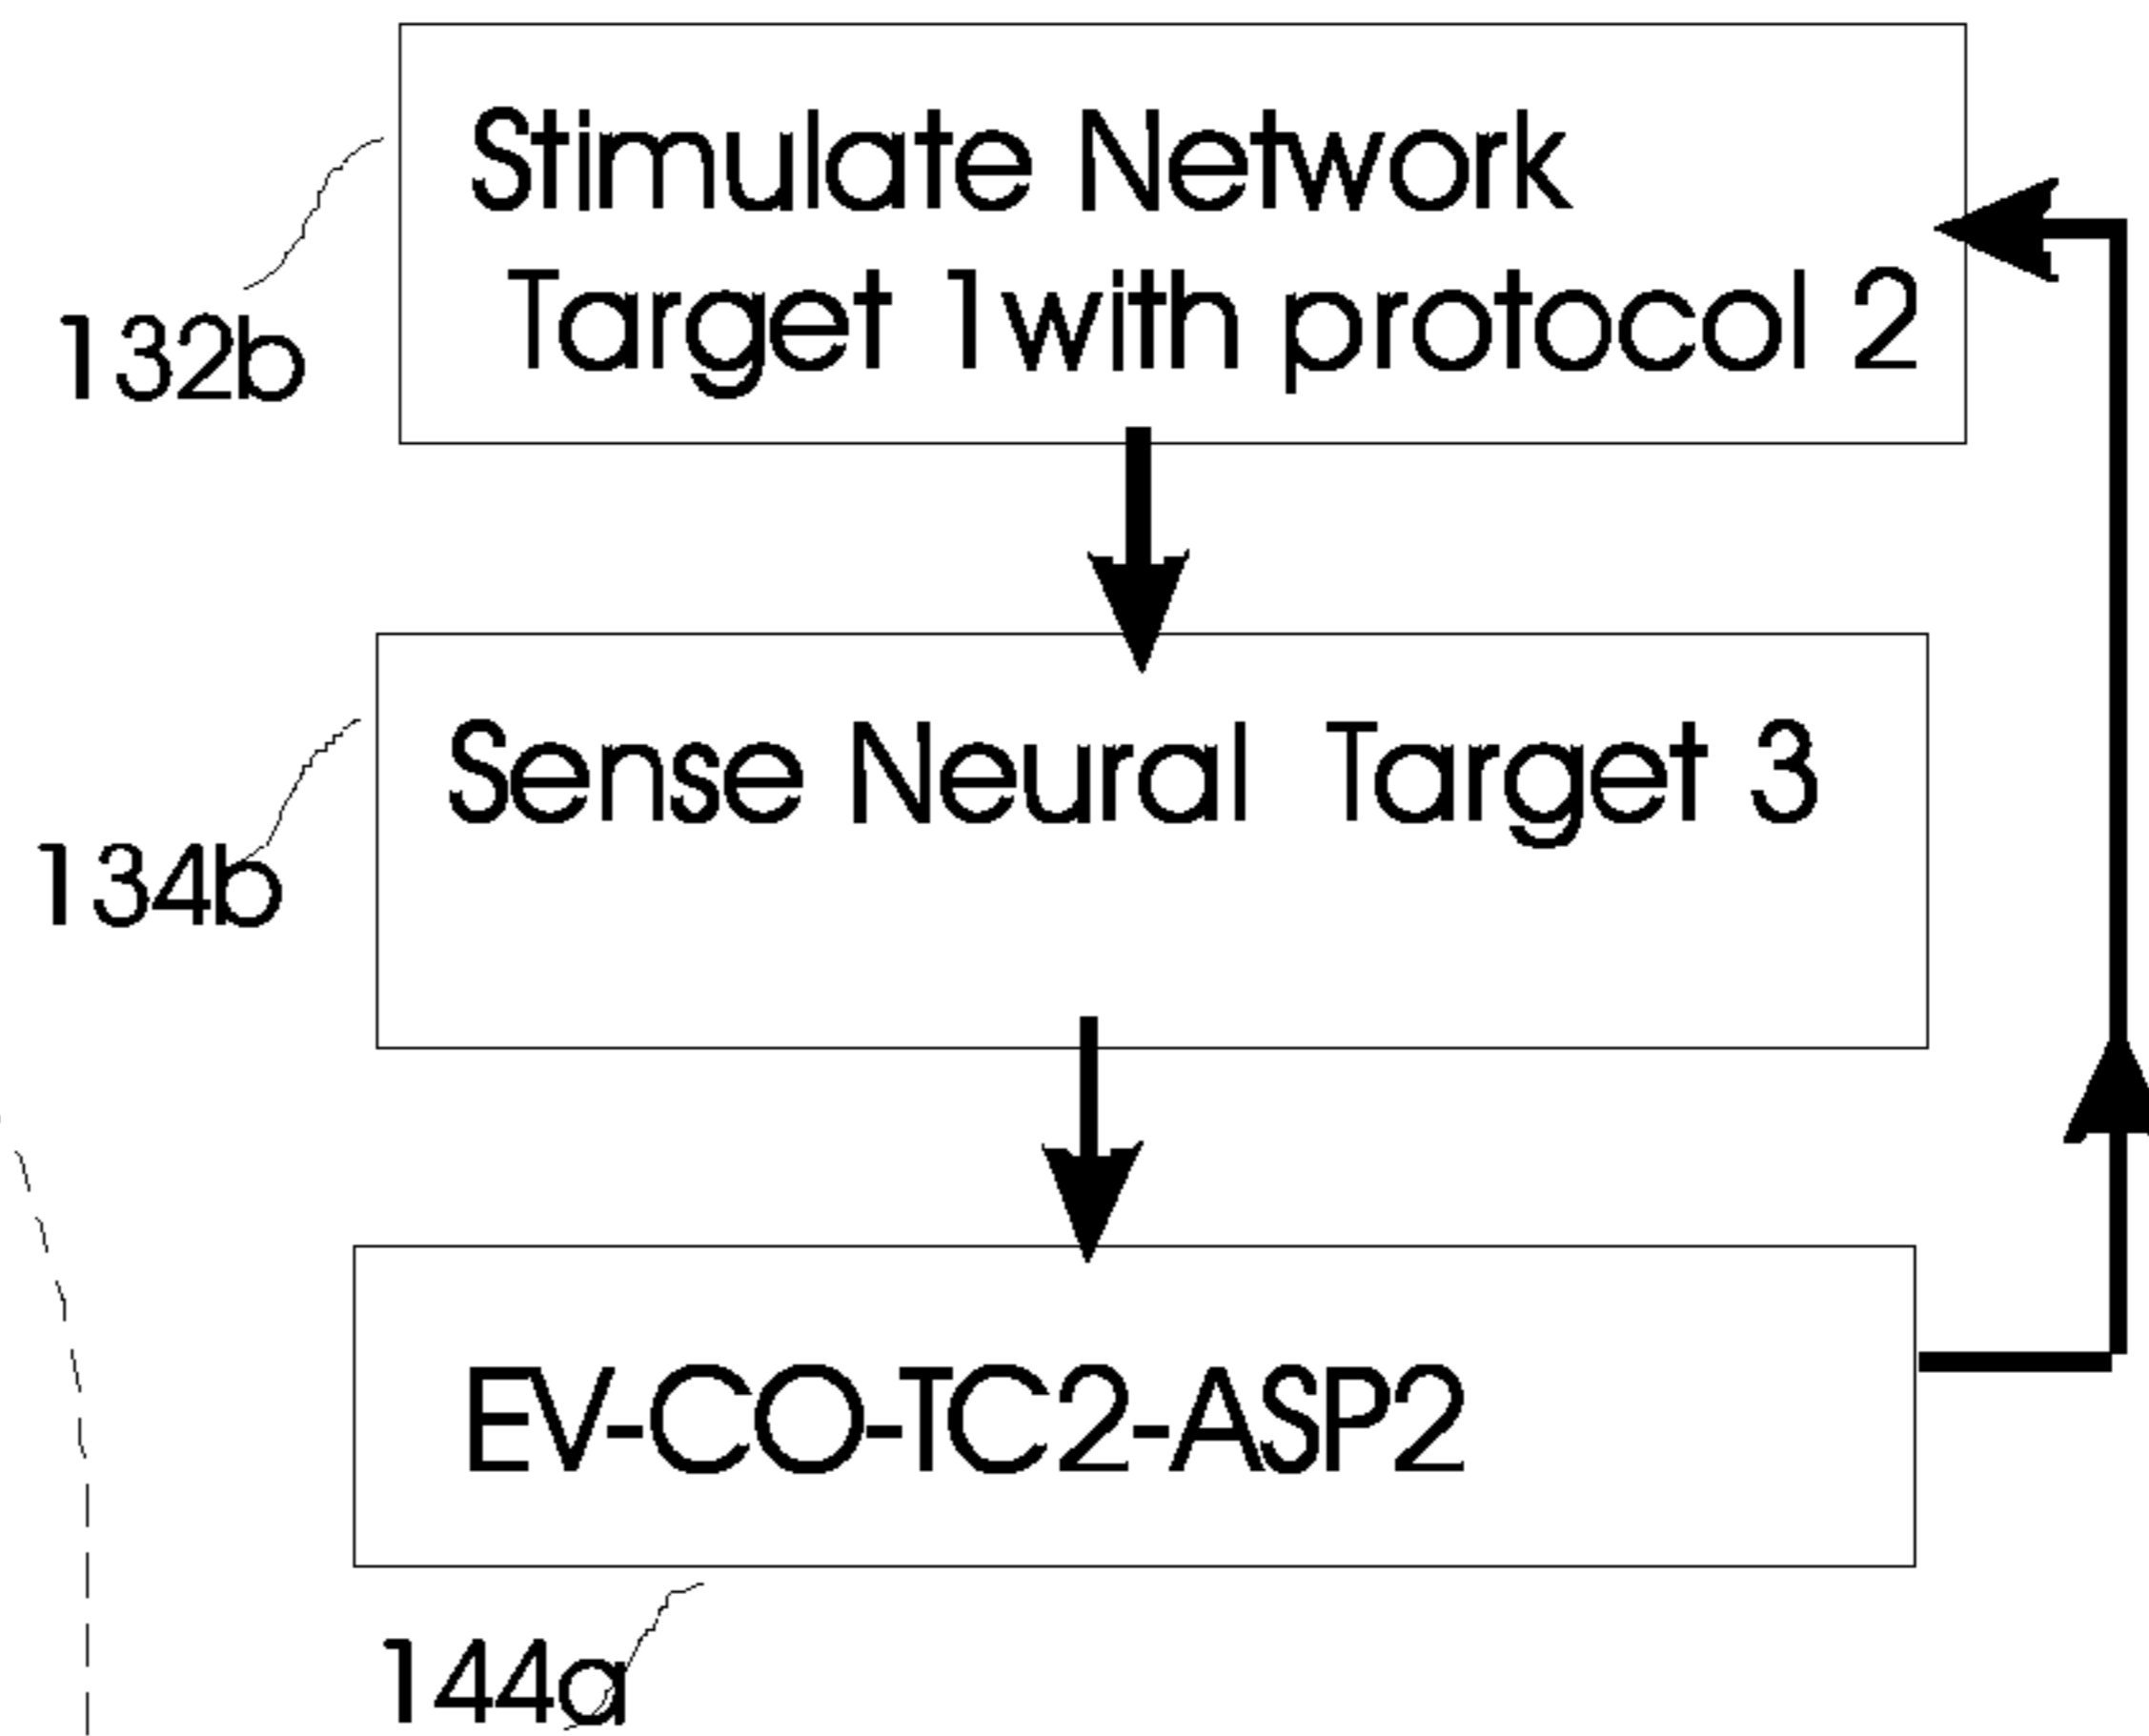 Stimulate Network
Target 1with protocol 2
132b
Sense Neural Target 3
134b
EV-CO-TC2-ASP2
144a